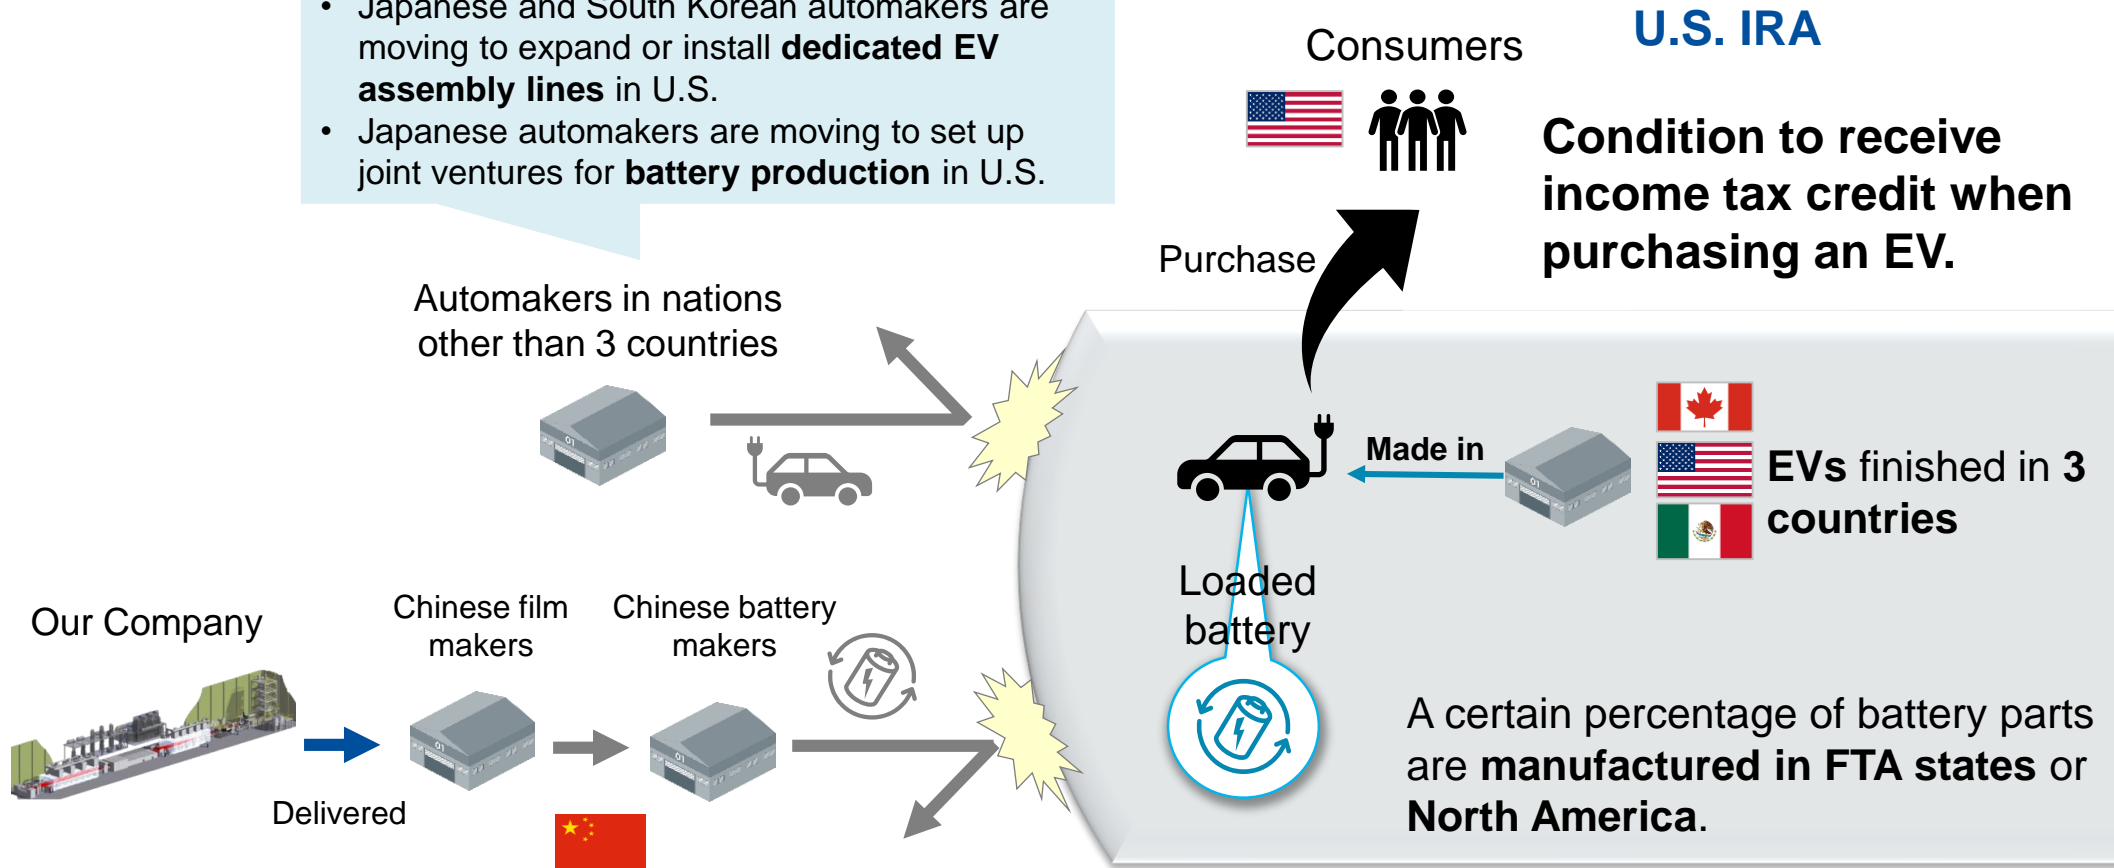 • Japanese and South Korean automakers are
moving to expand or install dedicated EV
assembly lines in U.S.
• Japanese automakers are moving to set up
joint ventures for battery production in U.S.
Consumers
U.S. IRA
Condition to receive
income tax credit when
purchasing an EV.
Purchase
Automakers in nations
other than 3 countries
01
Made in
01
EVs finished in 3
countries
Loaded
battery
Our Company
Chinese film
makers
Chinese battery
makers
01
01
Delivered
A certain percentage of battery parts
are manufactured in FTA states or
North America.